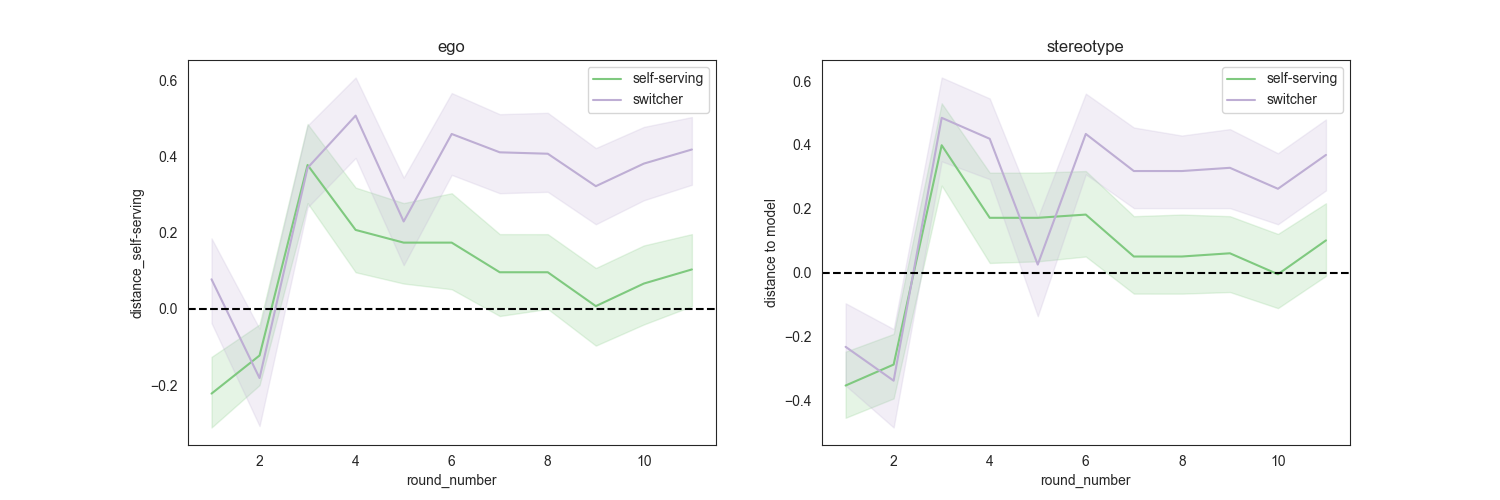 ego
self-serving
switcher
0.6
0.4
0.2
0.0
−0.2
distance_self-serving
2
4
6
8
10
round_number
stereotype
self-serving
switcher
0.6
0.4
0.2
0.0
−0.2
−0.4
distance to model
2
4
6
8
10
round_number